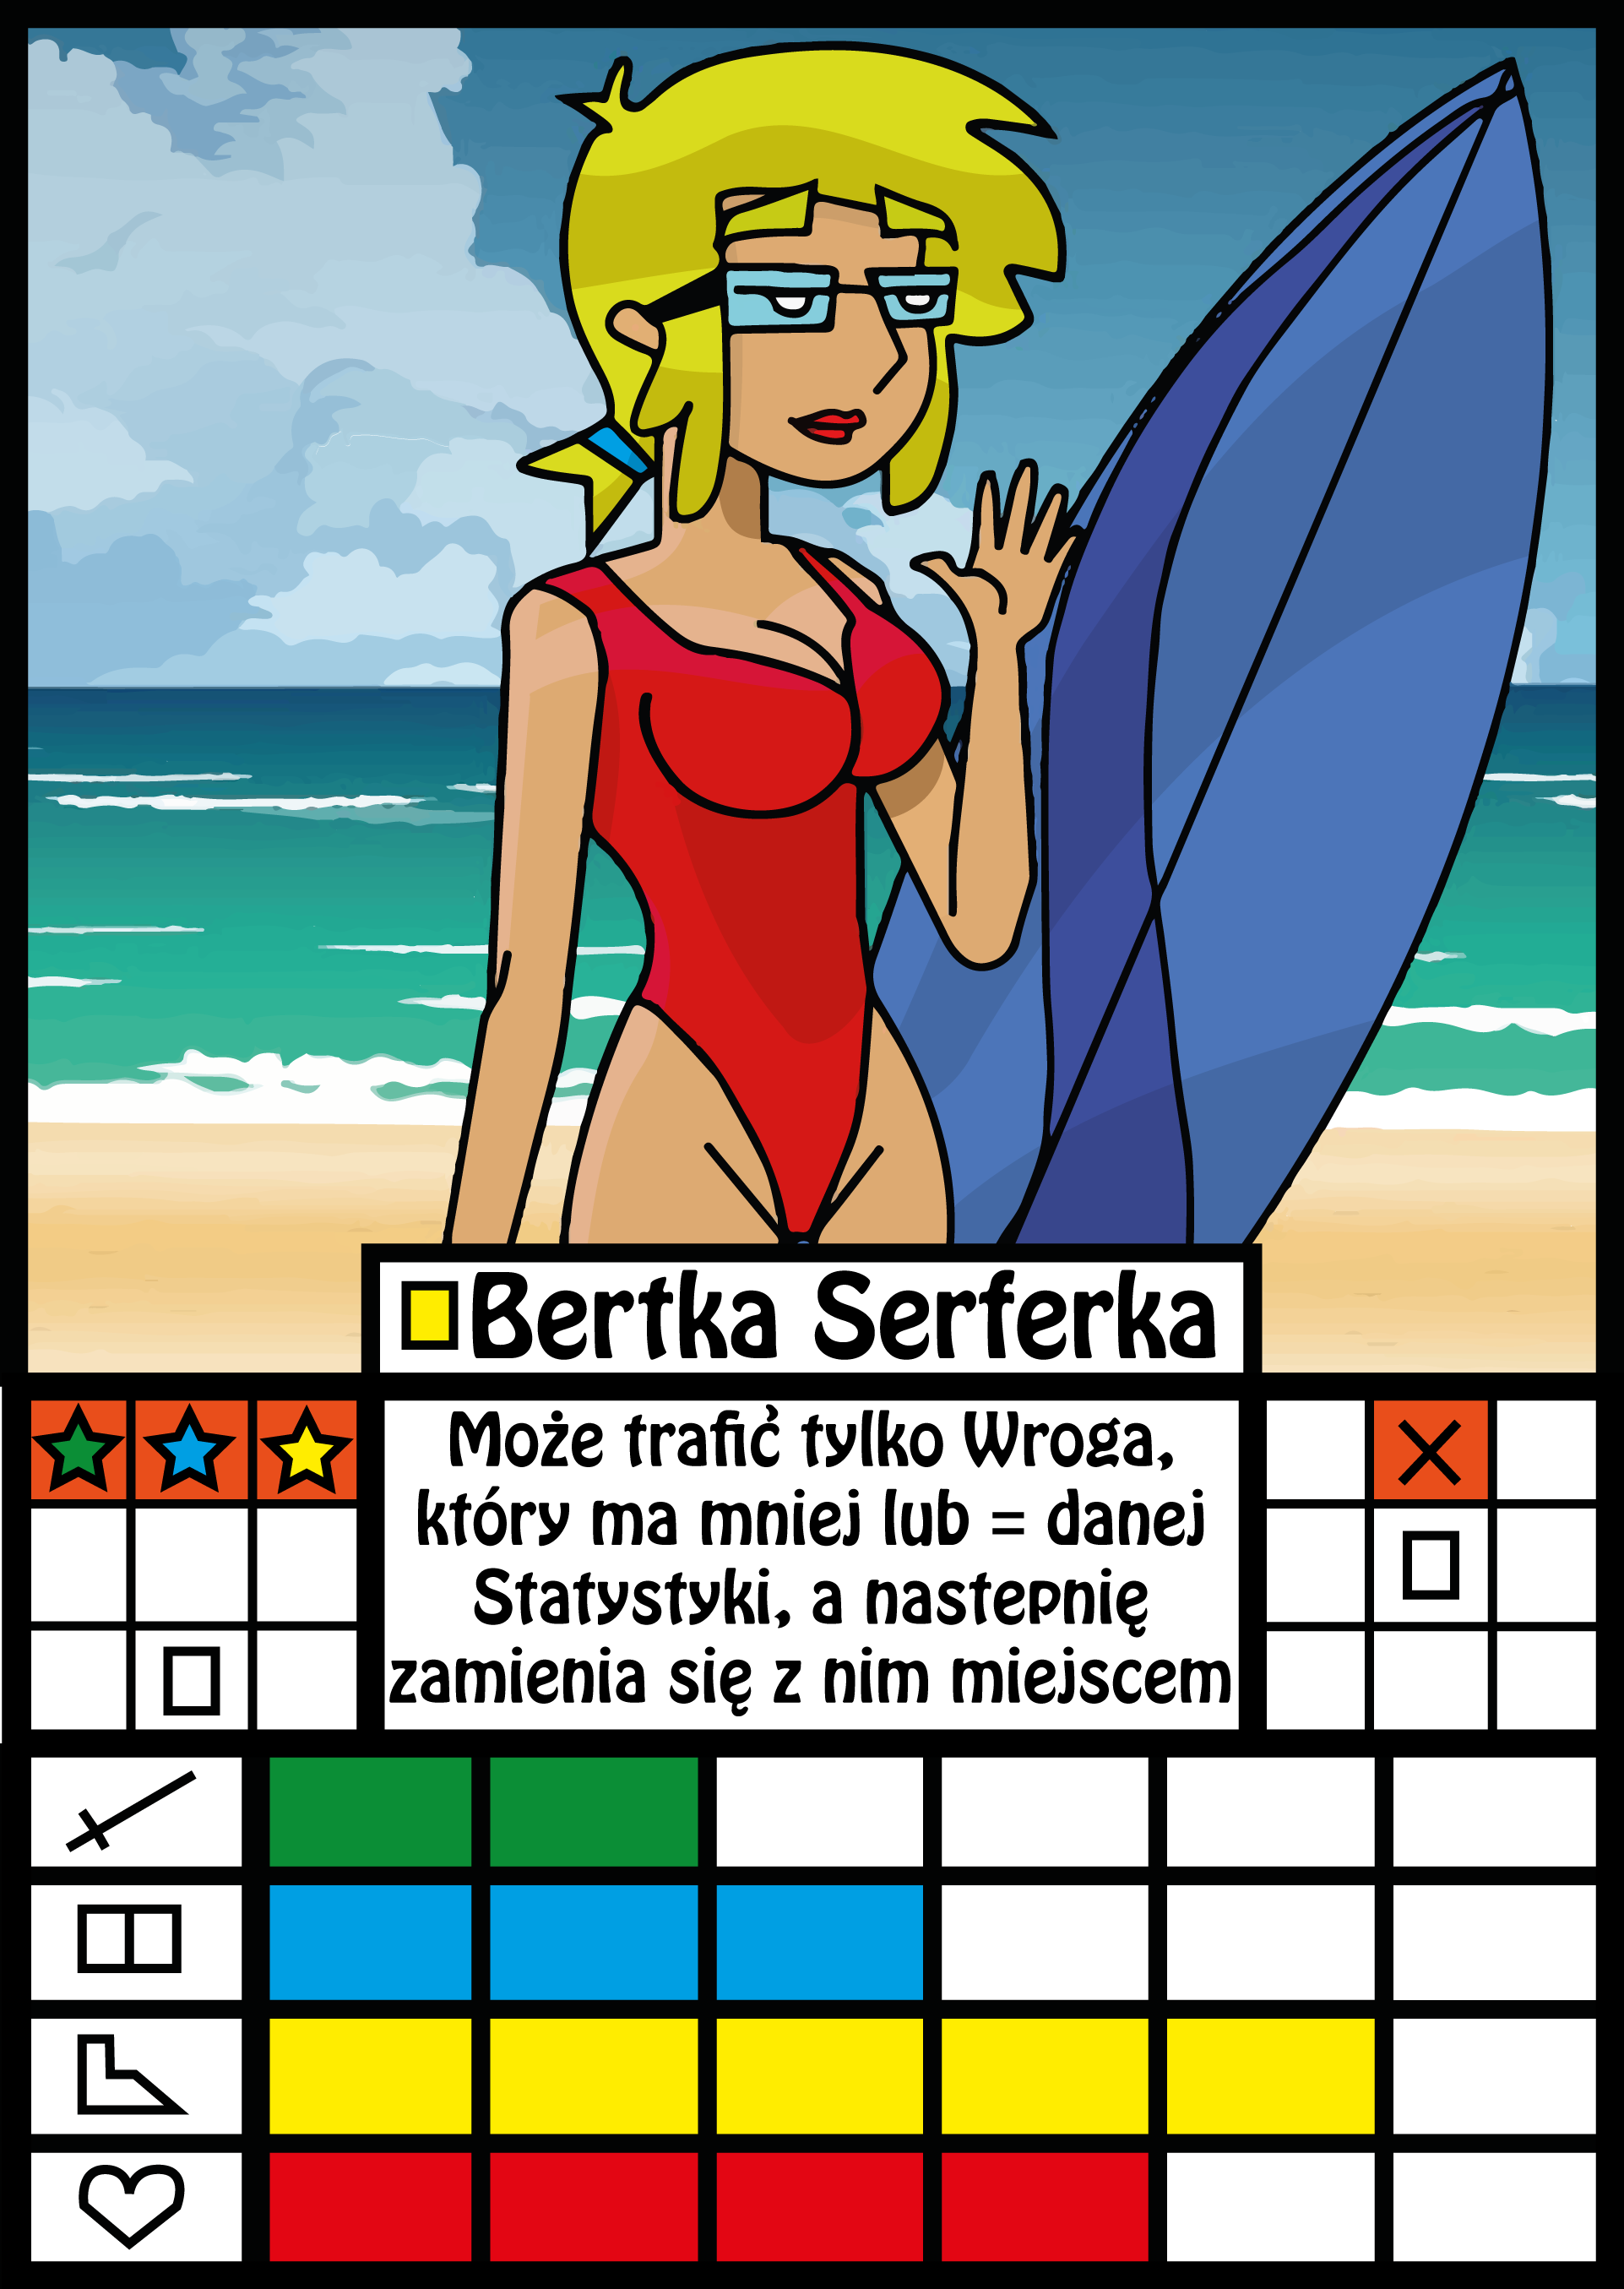 Bertka Serferka
Może trafić tylko Wroga,
który ma mniej lub = danej
Statystyki, a nastepnię
zamienia się z nim miejscem